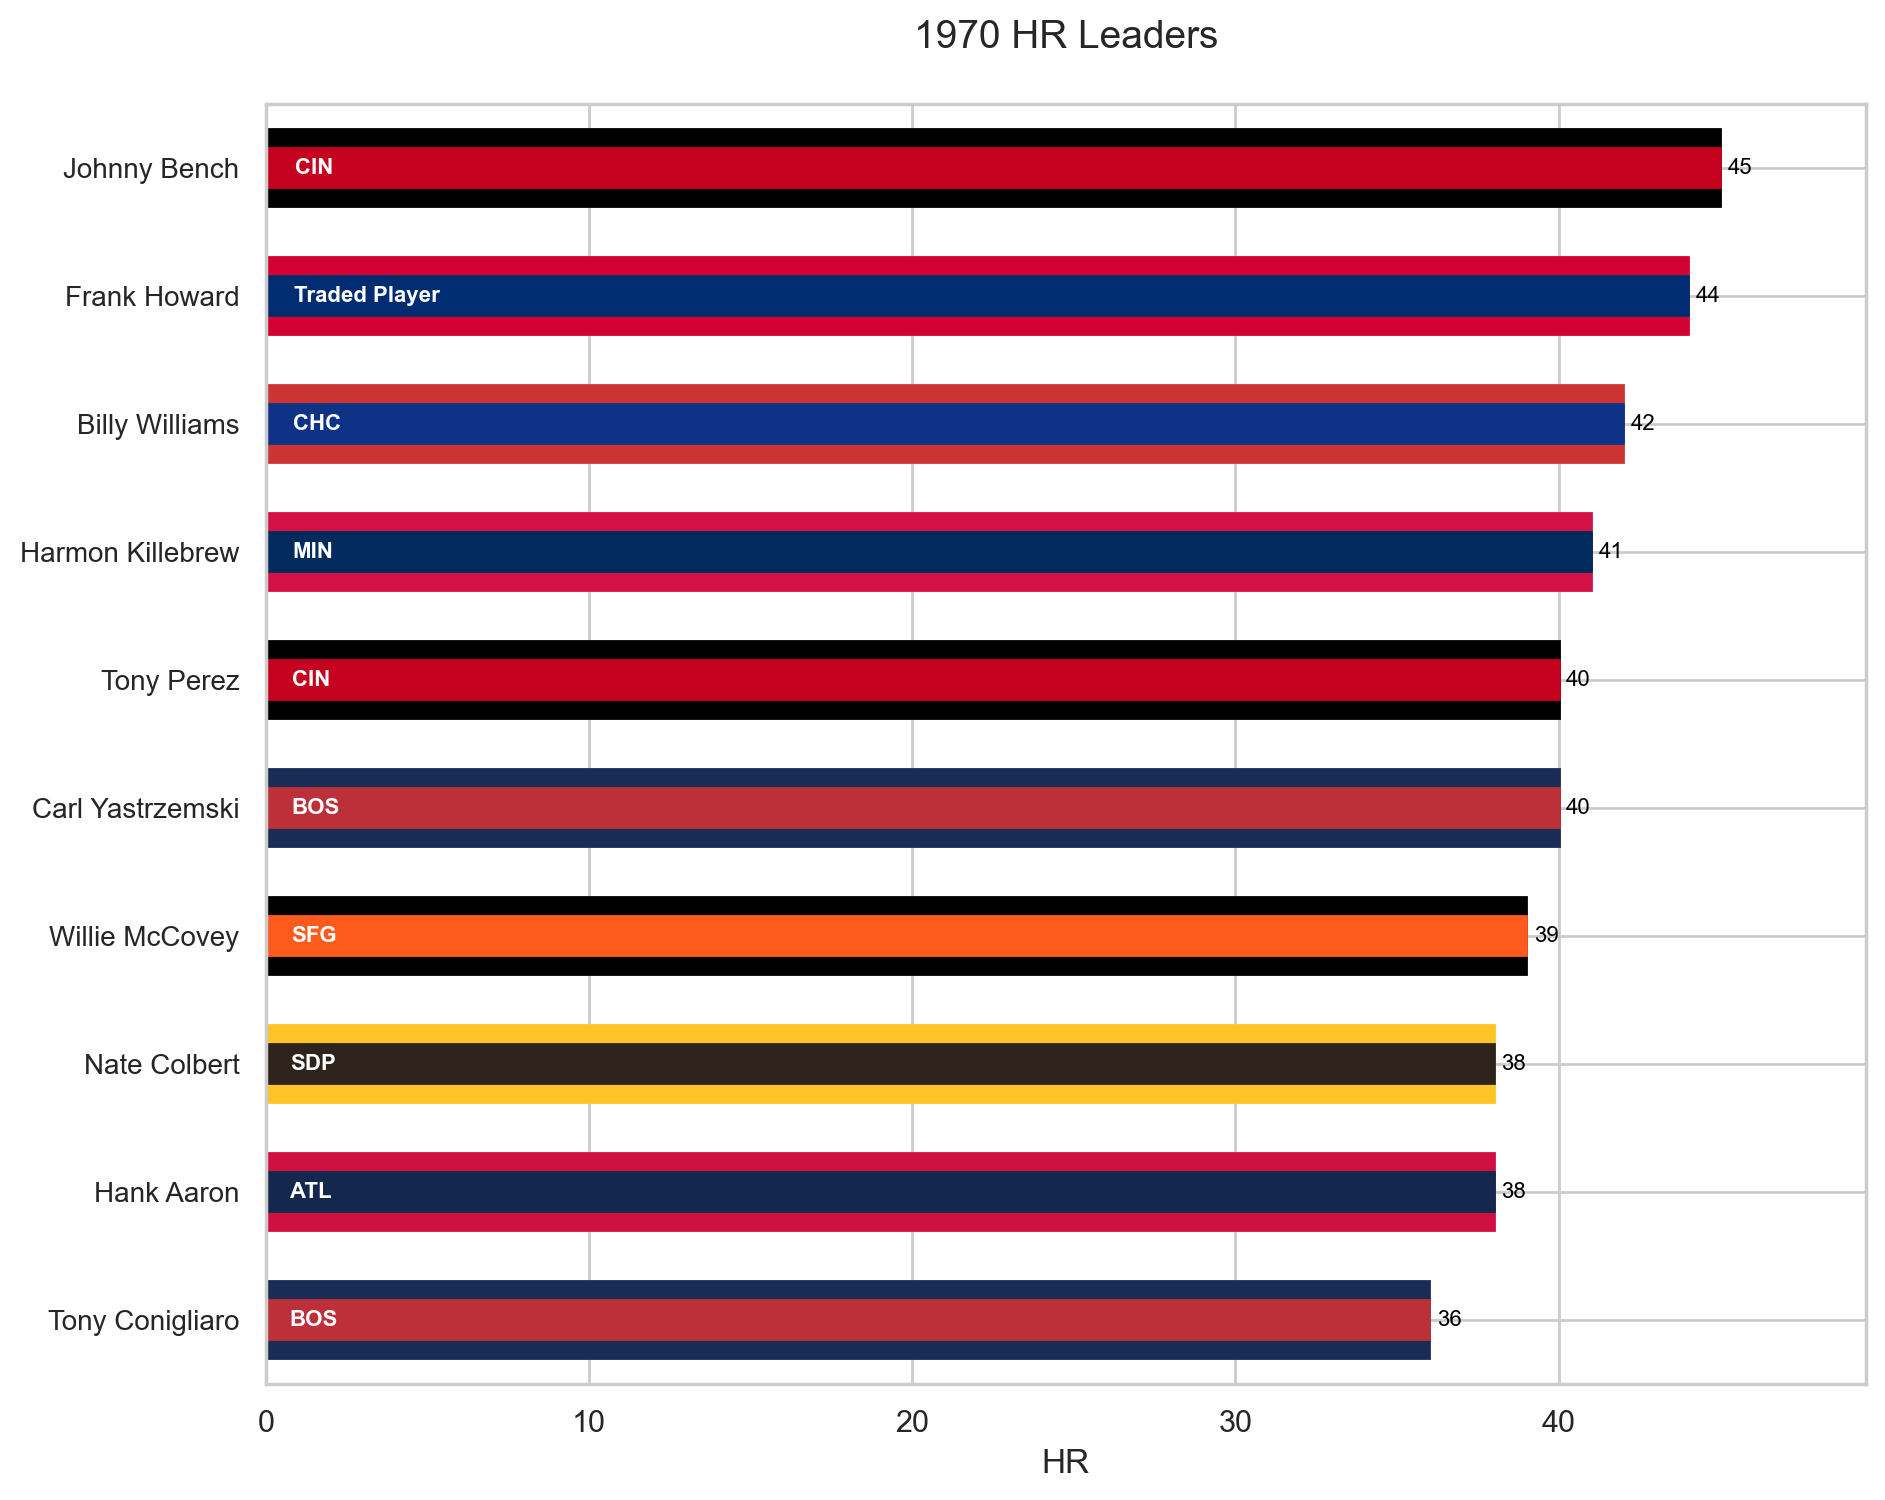 1970 HR Leaders
Johnny Bench CIN 45
Frank Howard Traded Player 44
Billy Williams CHC 42
Harmon Killebrew MIN 41
Tony Perez CIN 40
Carl Yastrzemski BOS 40
Willie McCovey SFG 39
Nate Colbert SDP 38
Hank Aaron ATL 38
Tony Conigliaro BOS 36
0 10 20 30 40
HR